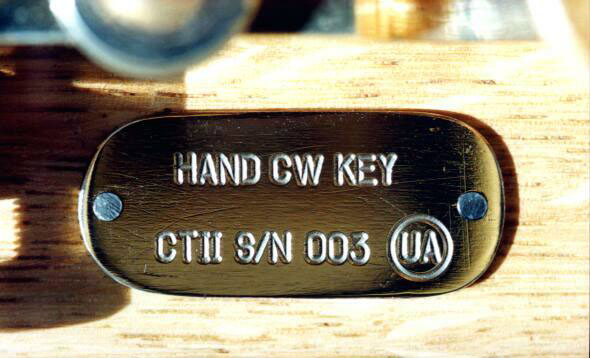 HAND CW KEY
CTII S/N 003 UA